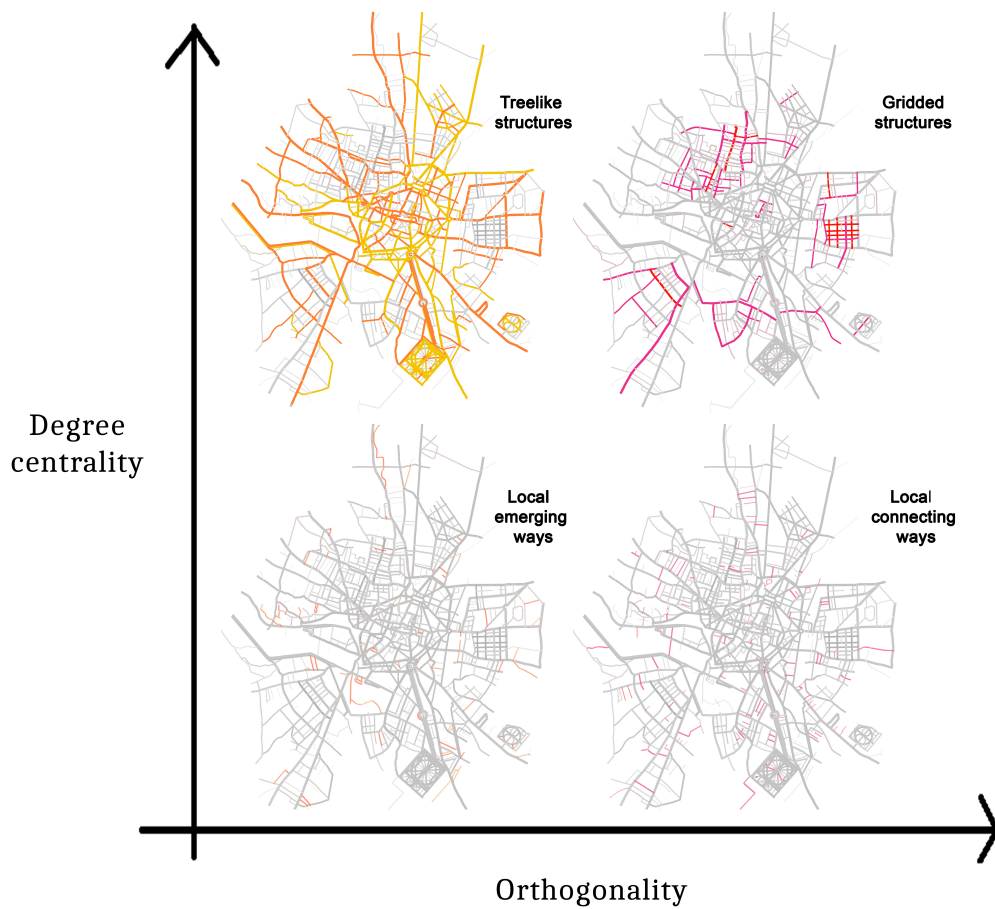 Treelike
structures
Gridded
structures
Degree
centrality
Local
emerging
ways
Local
connecting
ways
Orthogonality